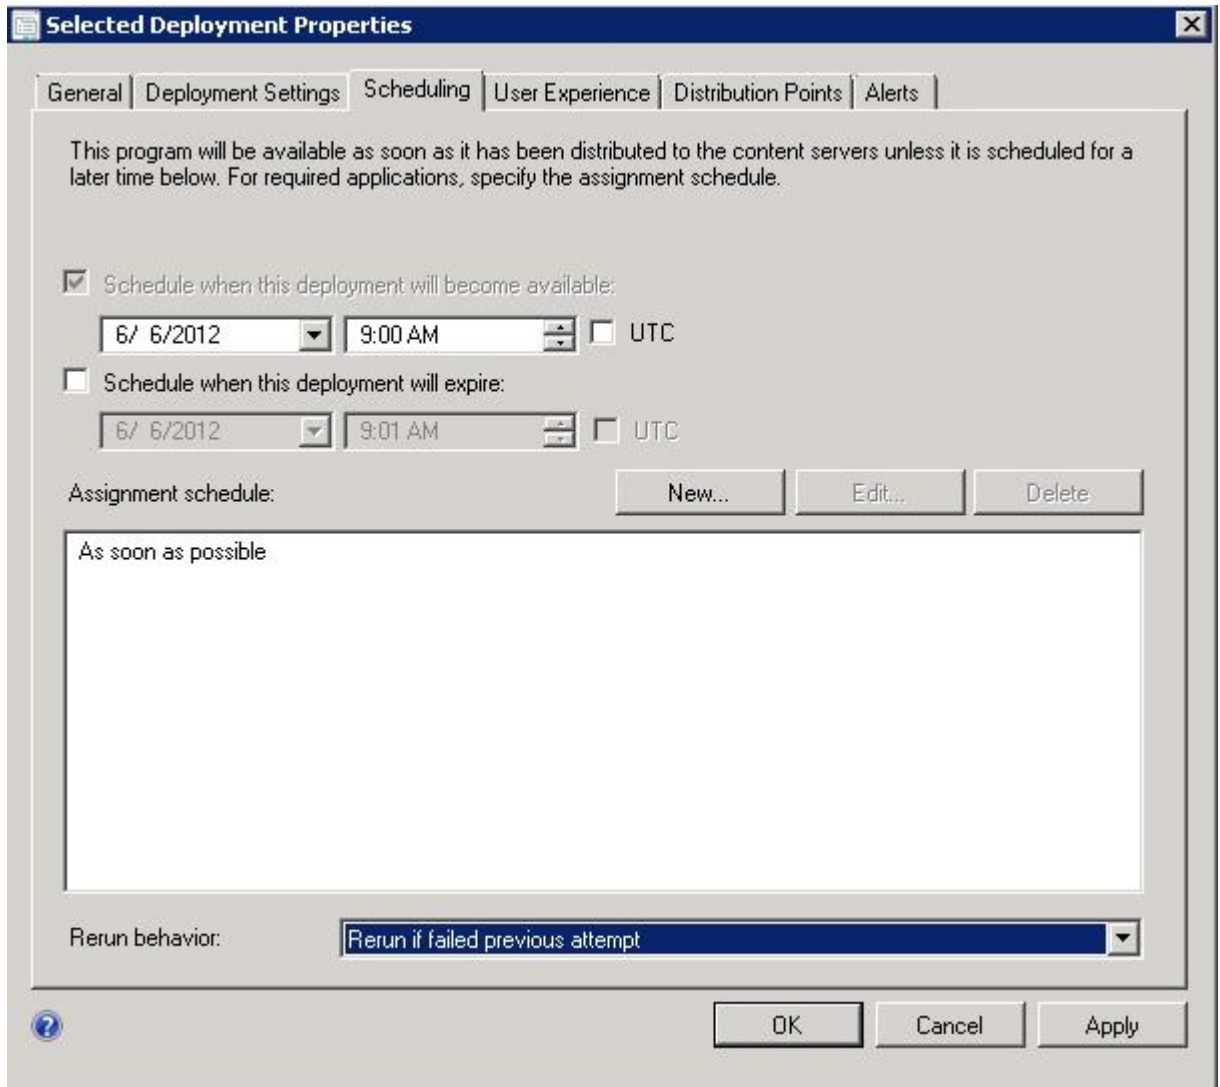 Selected Deployment Properties
General Deployment Settings Scheduling User Experience Distribution Points Alerts
This program will be available as soon as it has been distributed to the content servers unless it is scheduled for a
later time below. For required applications, specify the assignment schedule.
Schedule when this deployment will become available:
6/ 6/2012 9:00 AM UTC
Schedule when this deployment will expire:
6/ 6/2012 9:01 AM UTC
Assignment schedule: New... Edit... Delete
As soon as possible
Rerun behavior: Rerun if failed previous attempt
OK Cancel Apply